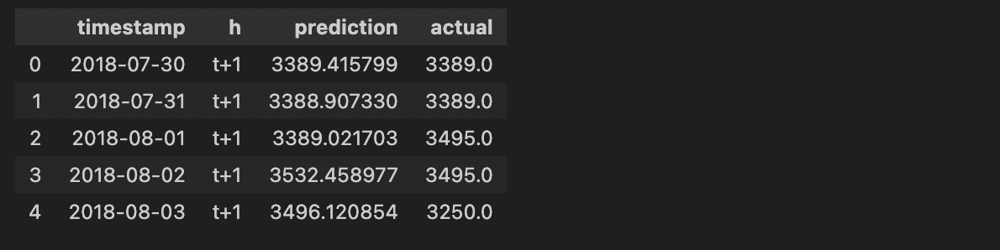 timestamp h prediction actual
0 2018-07-30 t+1 3389.415799 3389.0
1 2018-07-31 t+1 3388.907330 3389.0
2 2018-08-01 t+1 3389.021703 3495.0
3 2018-08-02 t+1 3532.458977 3495.0
4 2018-08-03 t+1 3496.120854 3250.0